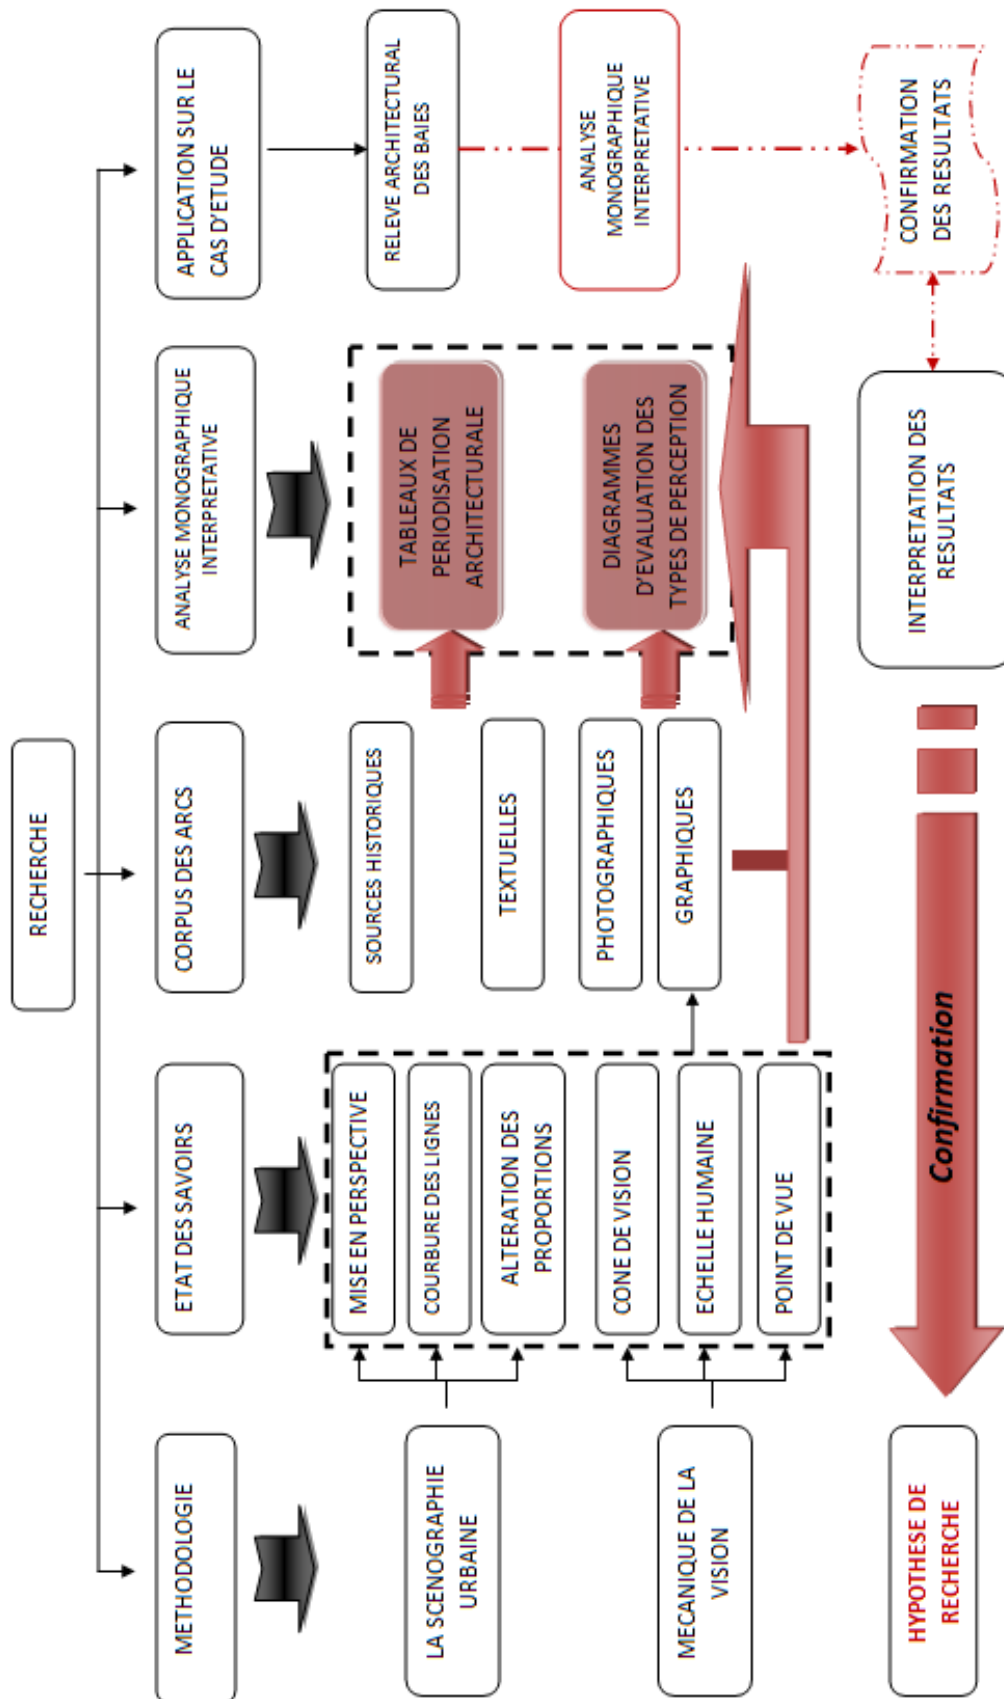 RECHERCHE
METHODOLOGIE
ETAT DES SAVOIRS
CORPUS DES ARCS
ANALYSE MONOGRAPHIQUE
INTERPRETATIVE
APPLICATION SUR LE
CAS D'ETUDE
LA SCENOGRAPHIE
URBAINE
MECANIQUE DE LA
VISION
MISE EN PERSPECTIVE
COURBURE DES LIGNES
ALTERATION DES
PROPORTIONS
CONE DE VISION
ECHELLE HUMAINE
POINT DE VUE
SOURCES HISTORIQUES
TEXTUELLES
PHOTOGRAPHIQUES
GRAPHIQUES
TABLEAUX DE
PERIODISATION
ARCHITECTURALE
DIAGRAMMES
D'EVALUATION DES
TYPES DE PERCEPTION
RELEVE ARCHITECTURAL
DES BAIES
ANALYSE
MONOGRAPHIQUE
INTERPRETATIVE
HYPOTHESE DE
RECHERCHE
Confirmation
INTERPRETATION DES
RESULTATS
CONFIRMATION
DES RESULTATS